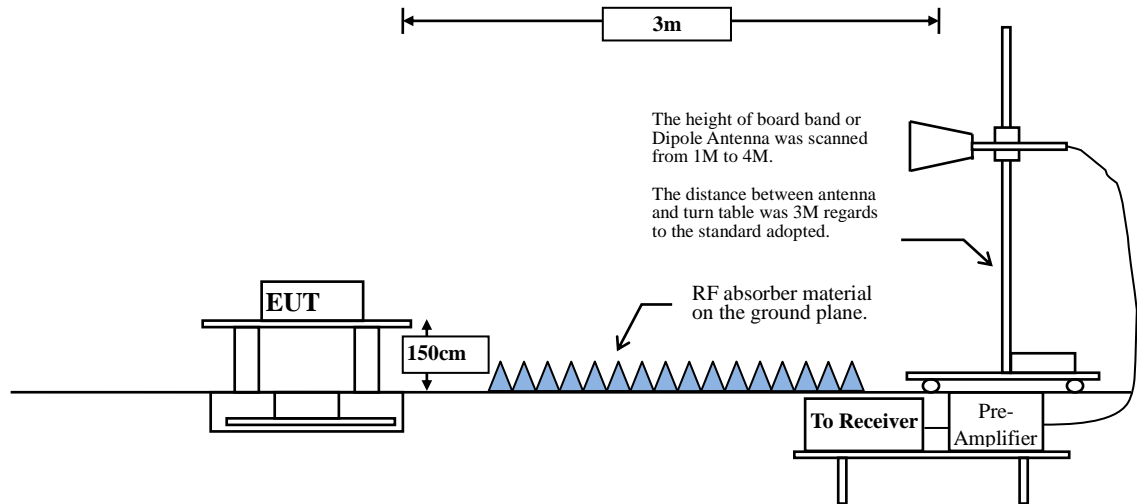 3m
The height of board band or
Dipole Antenna was scanned
from 1M to 4M.
The distance between antenna
and turn table was 3M regards
to the standard adopted.
EUT
RF absorber material
on the ground plane.
150cm
To Receiver
Pre-
Amplifier